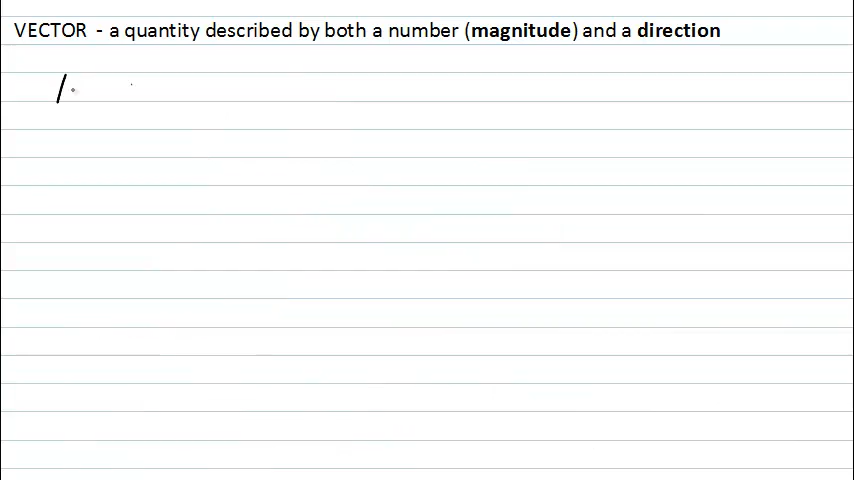 VECTOR - a quantity described by both a number (magnitude) and a direction